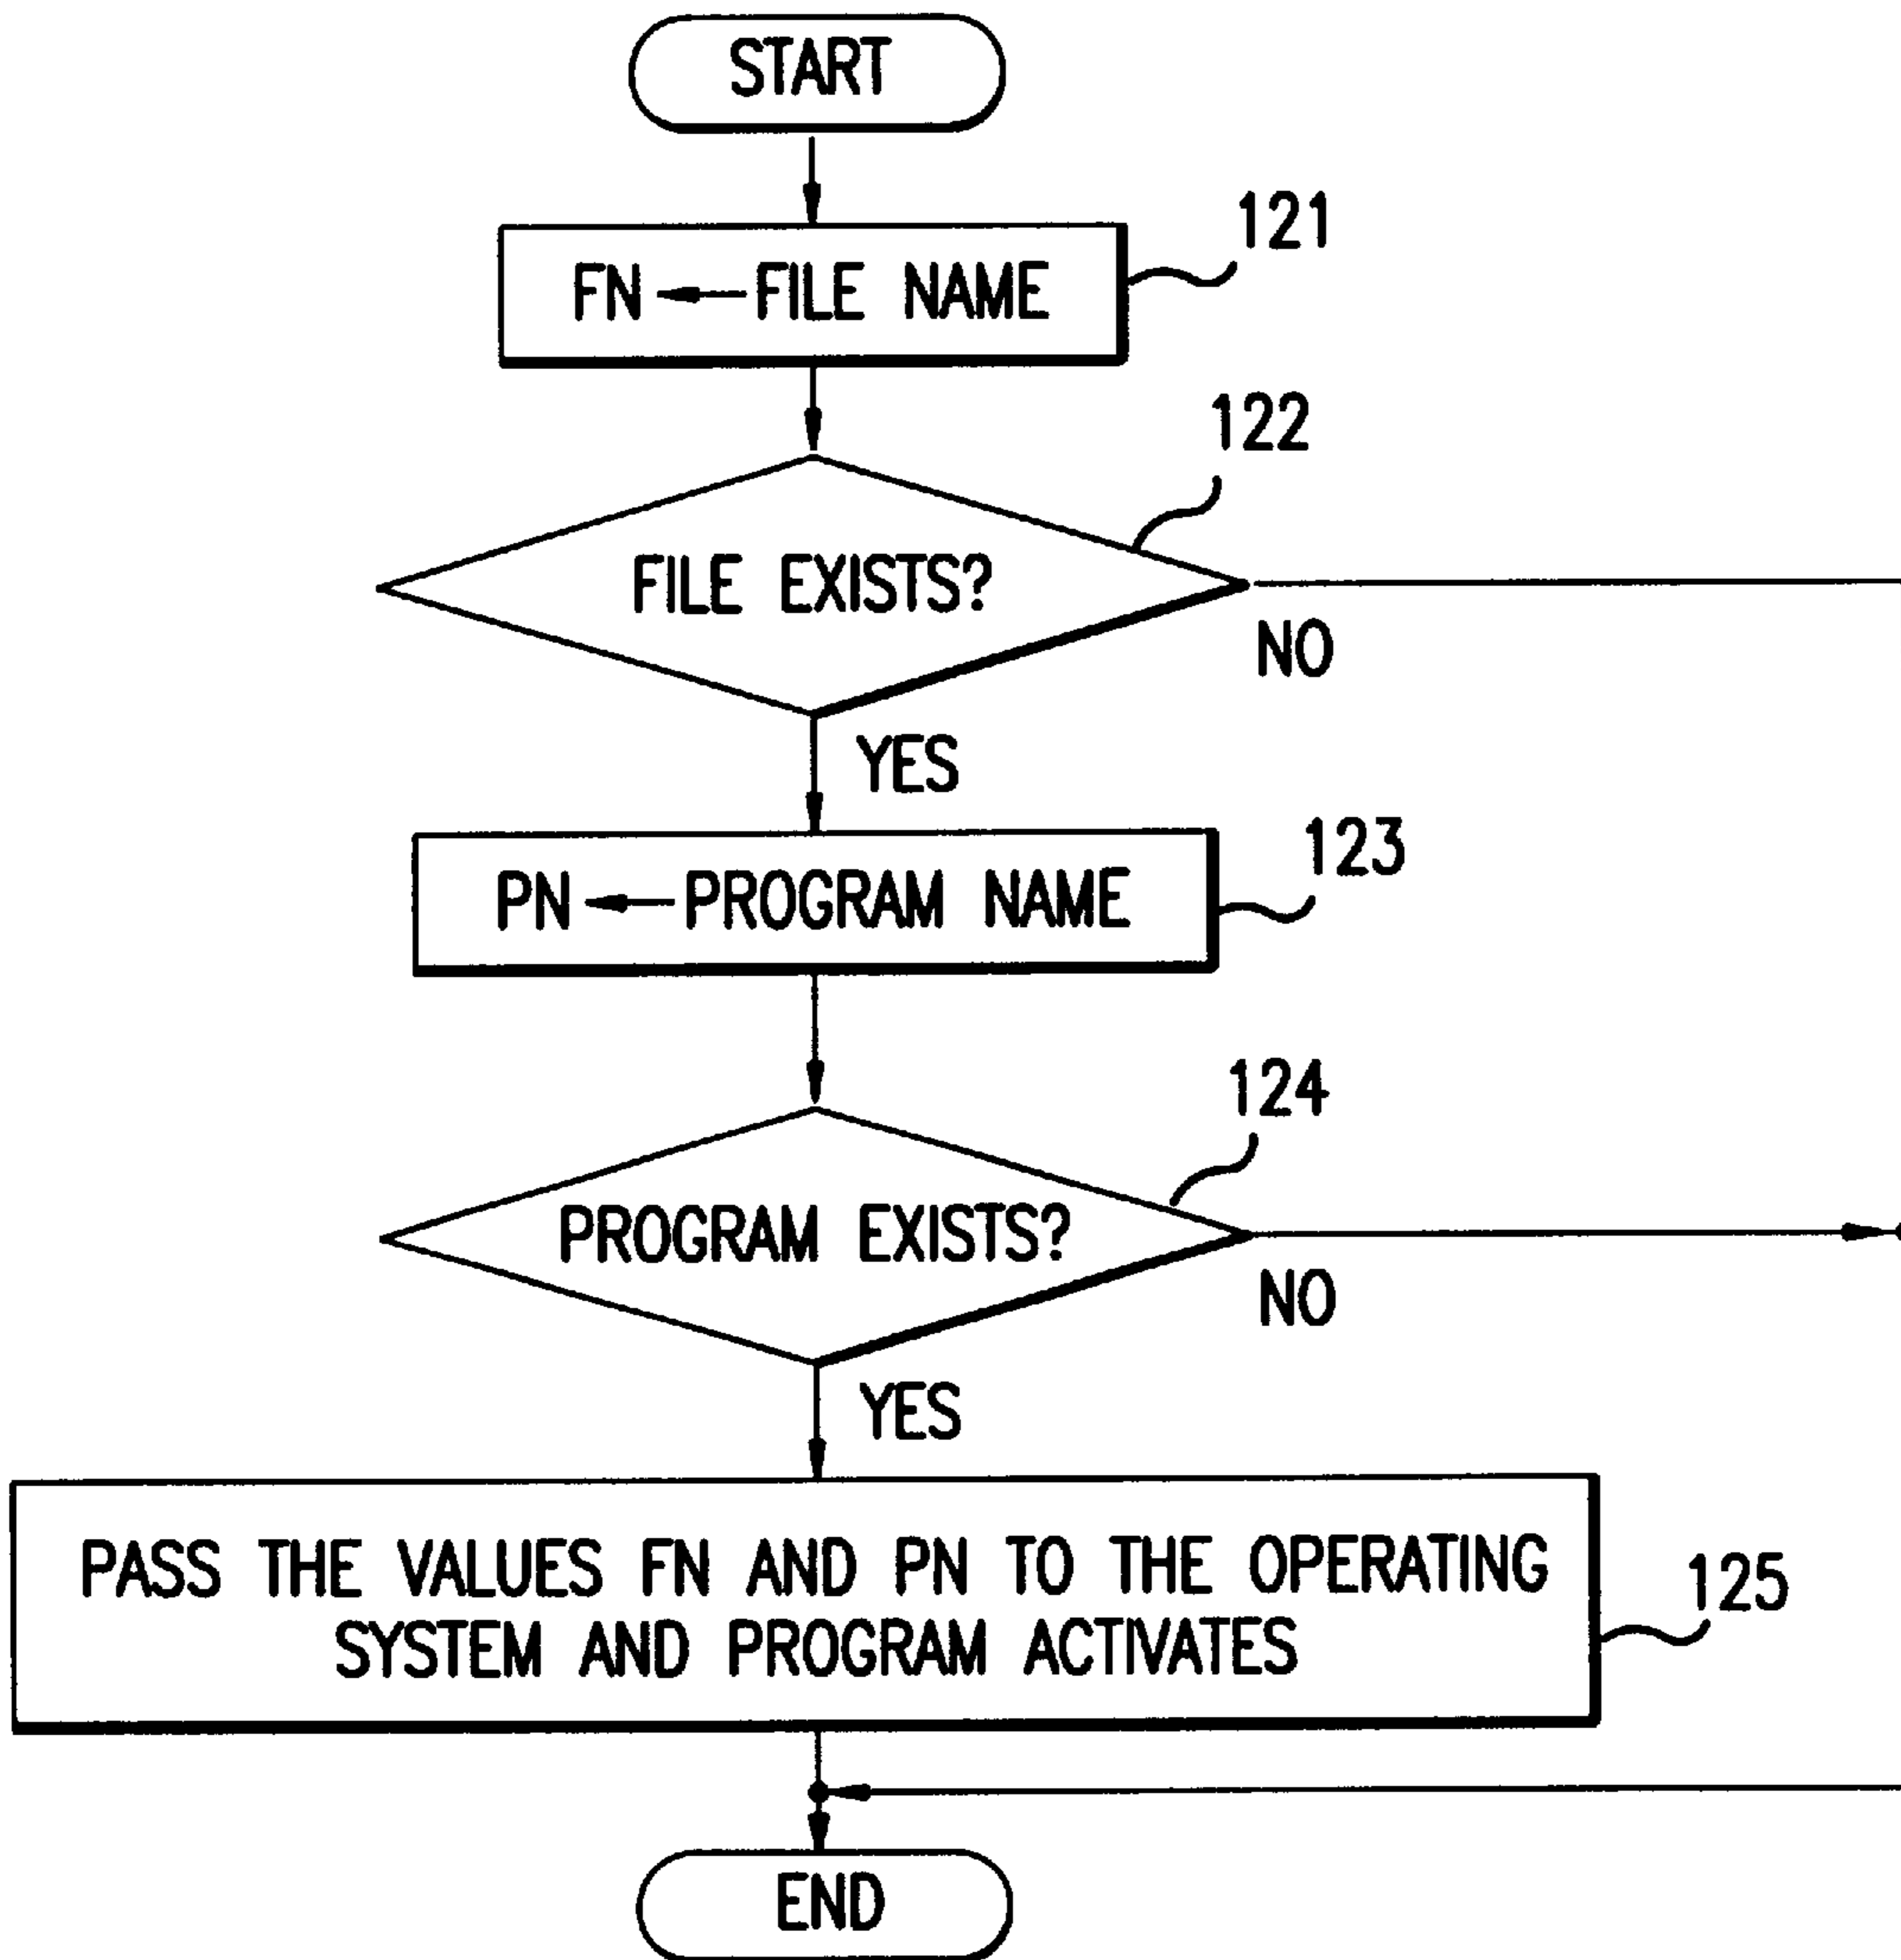 START
121
FN ← FILE NAME
122
FILE EXISTS?
NO
YES
123
PN ← PROGRAM NAME
124
PROGRAM EXISTS?
NO
YES
PASS THE VALUES FN AND PN TO THE OPERATING
SYSTEM AND PROGRAM ACTIVATES
125
END